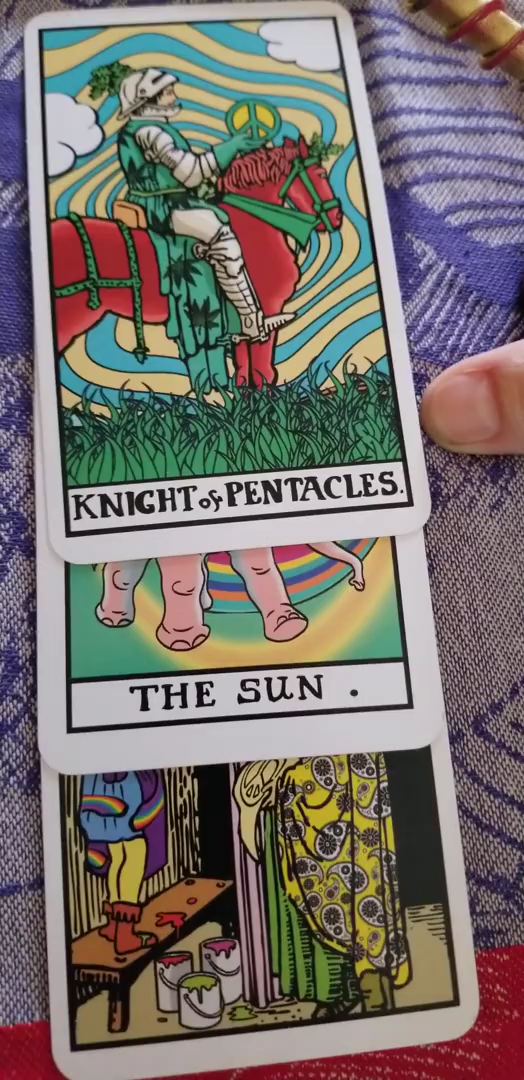 KNIGHT of PENTACLES.
THE SUN .